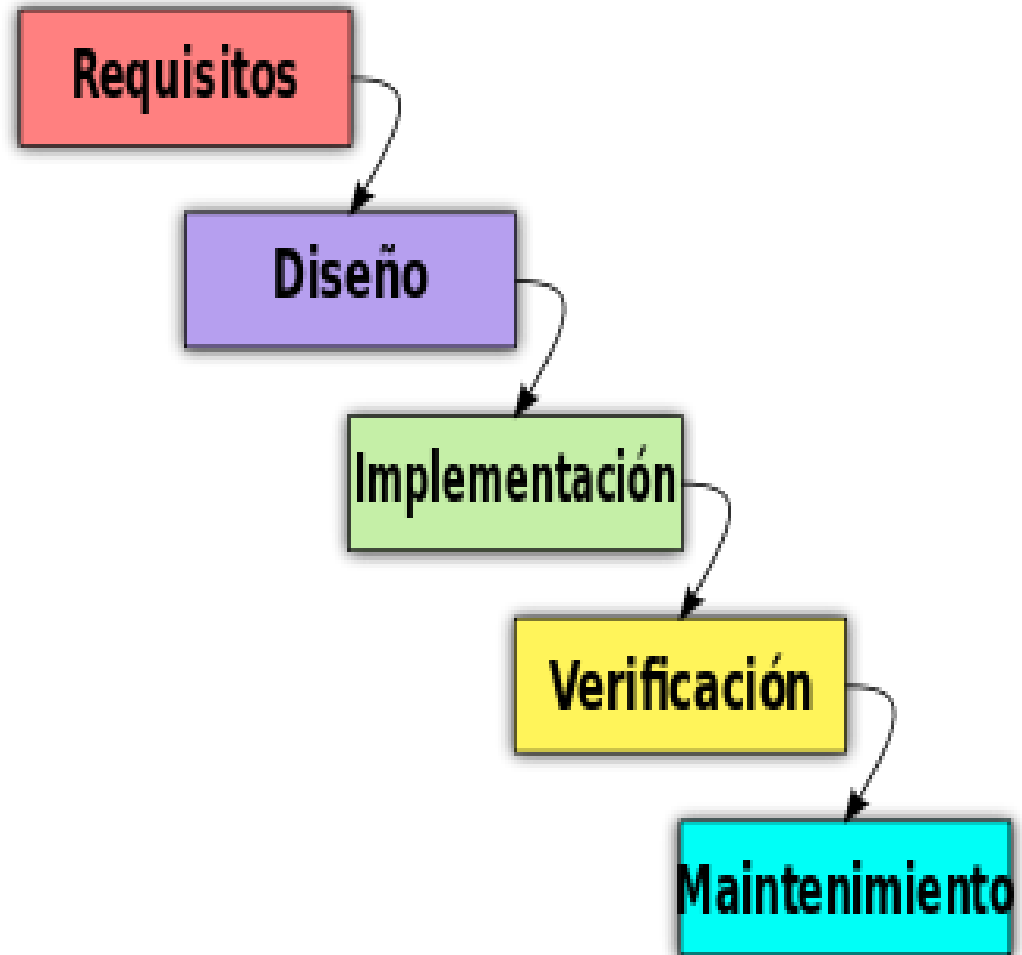 Requisitos
Diseño
Implementación
Verificación
Maintenimiento